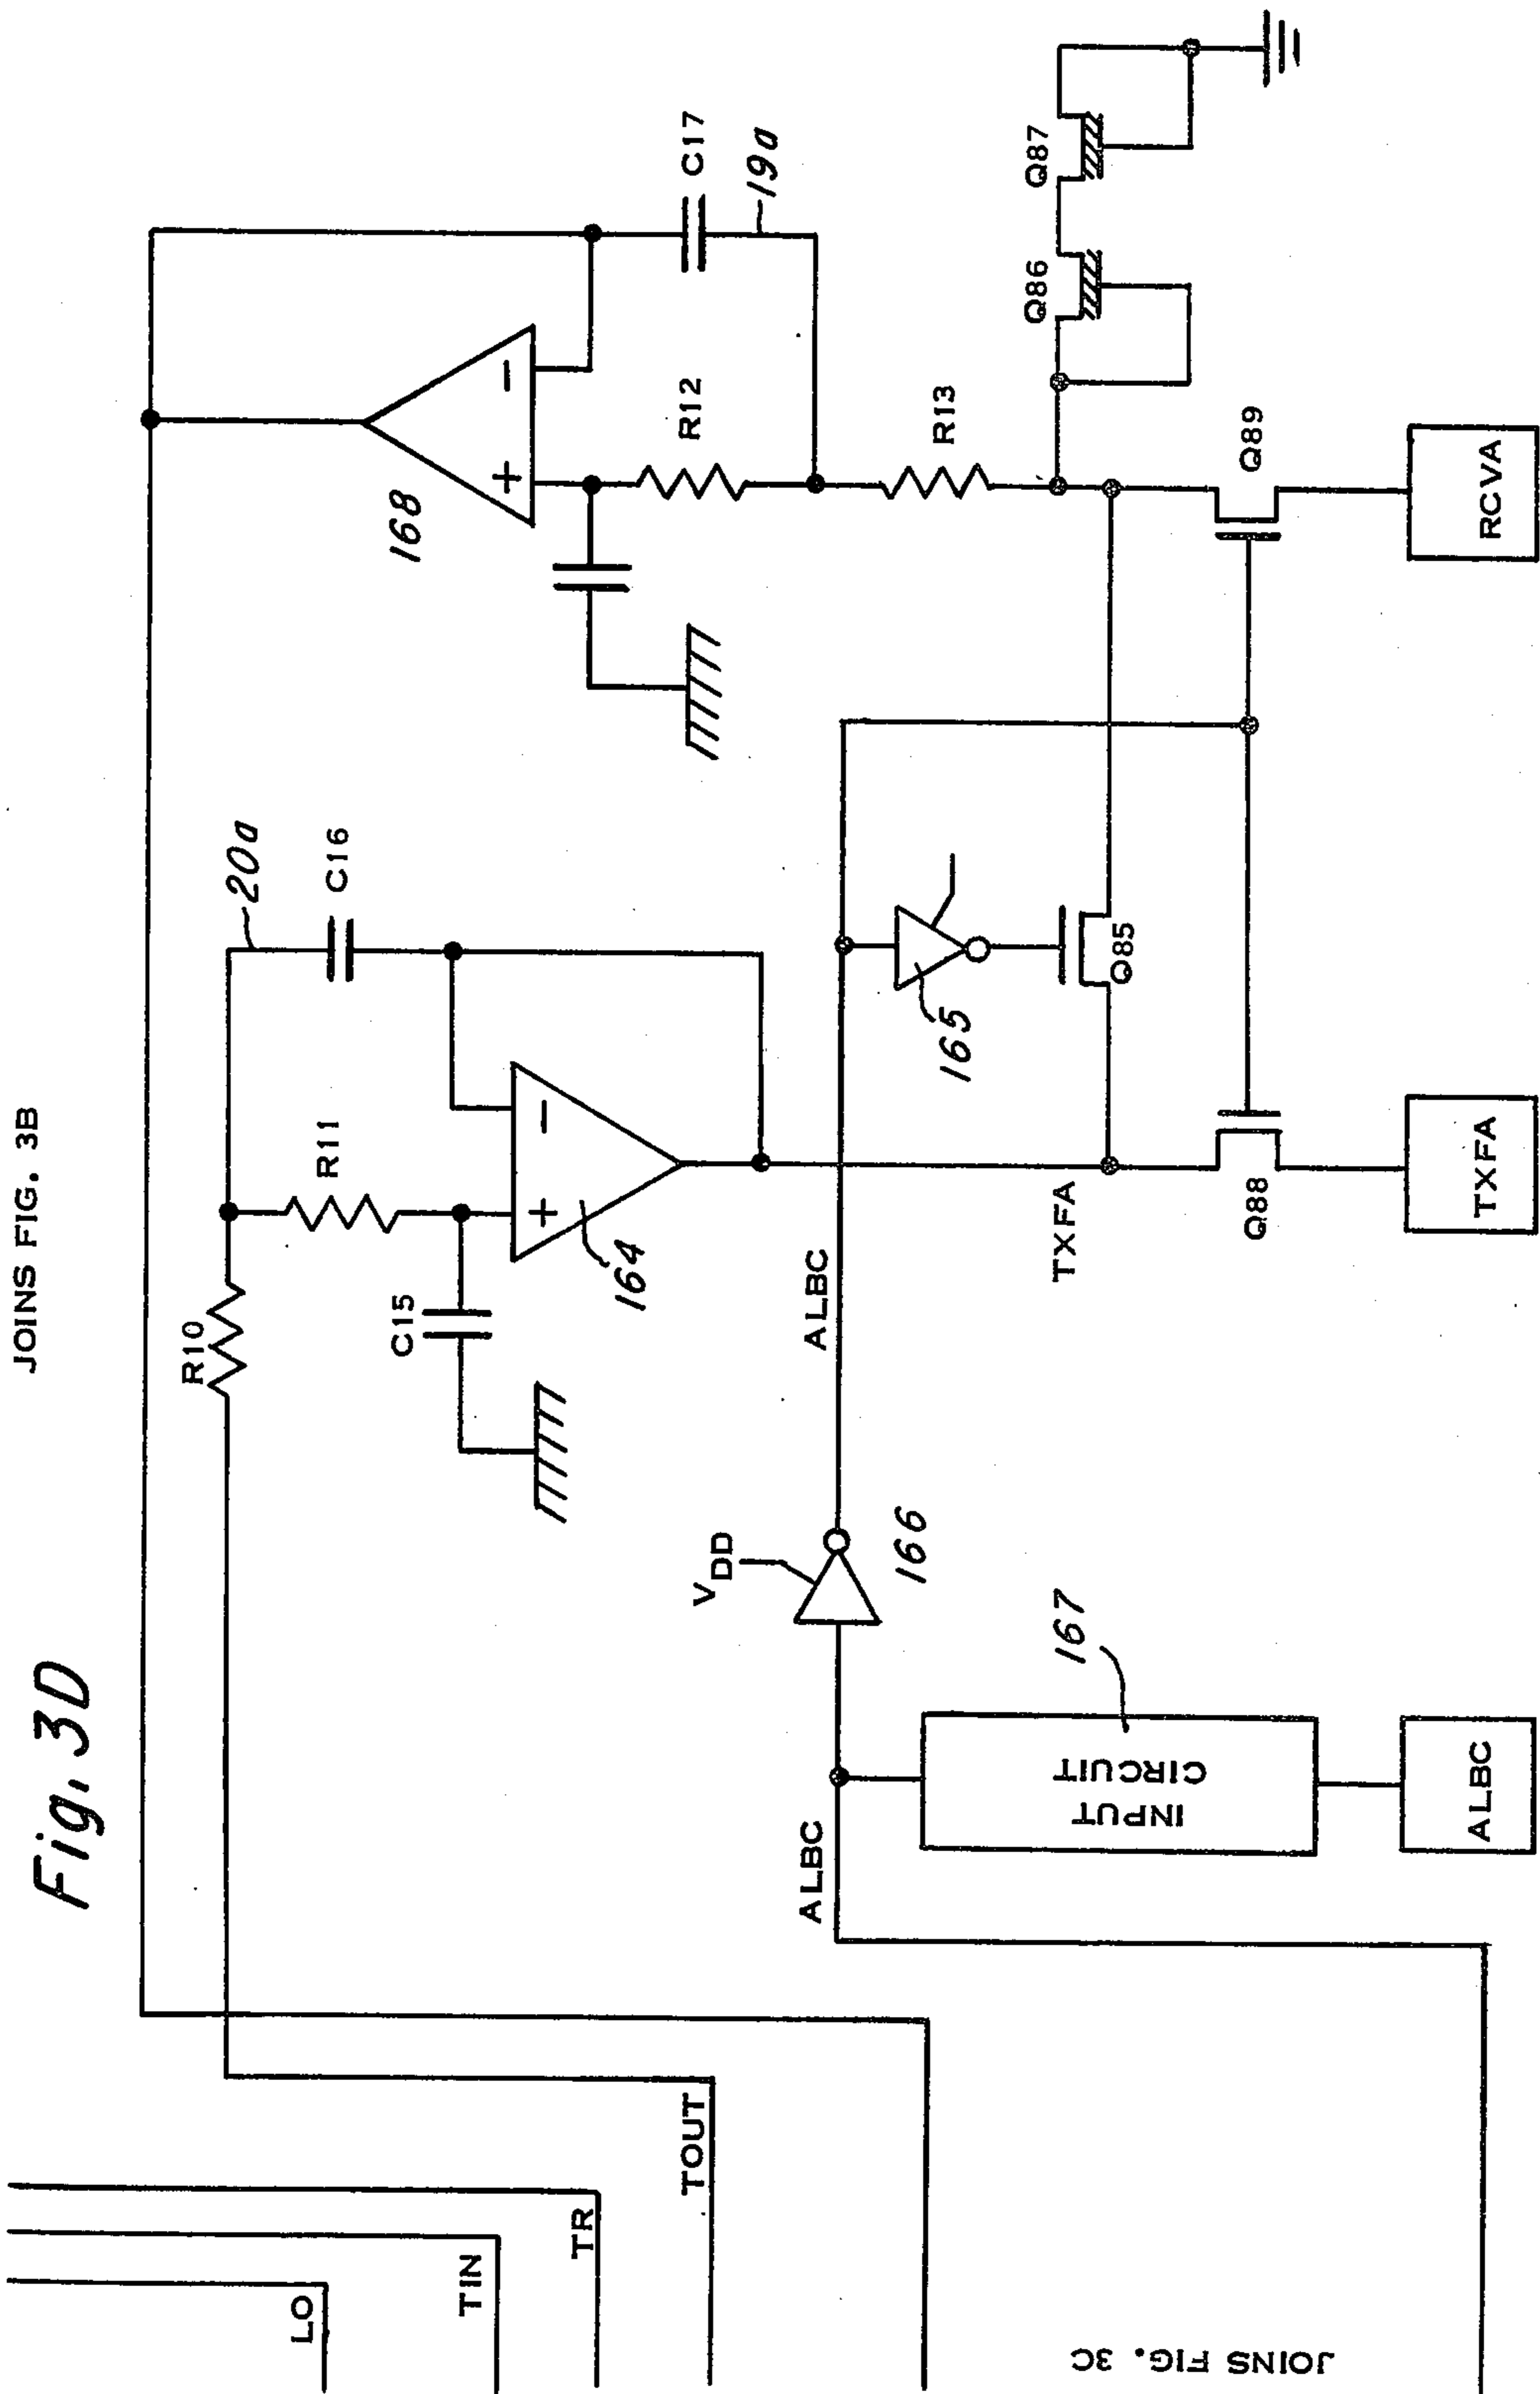 JOINS FIG. 3B
Fig. 3D
20a
C16
R11
R10
C15
+
−
164
168
+
−
C17
19a
R12
R13
Q86
Q87
VDD
166
ALBC
165
Q85
TXFA
Q88
Q89
TXFA
RCVA
ALBC
167
INPUT
CIRCUIT
ALBC
LO
TIN
TR
TOUT
JOINS FIG. 3C